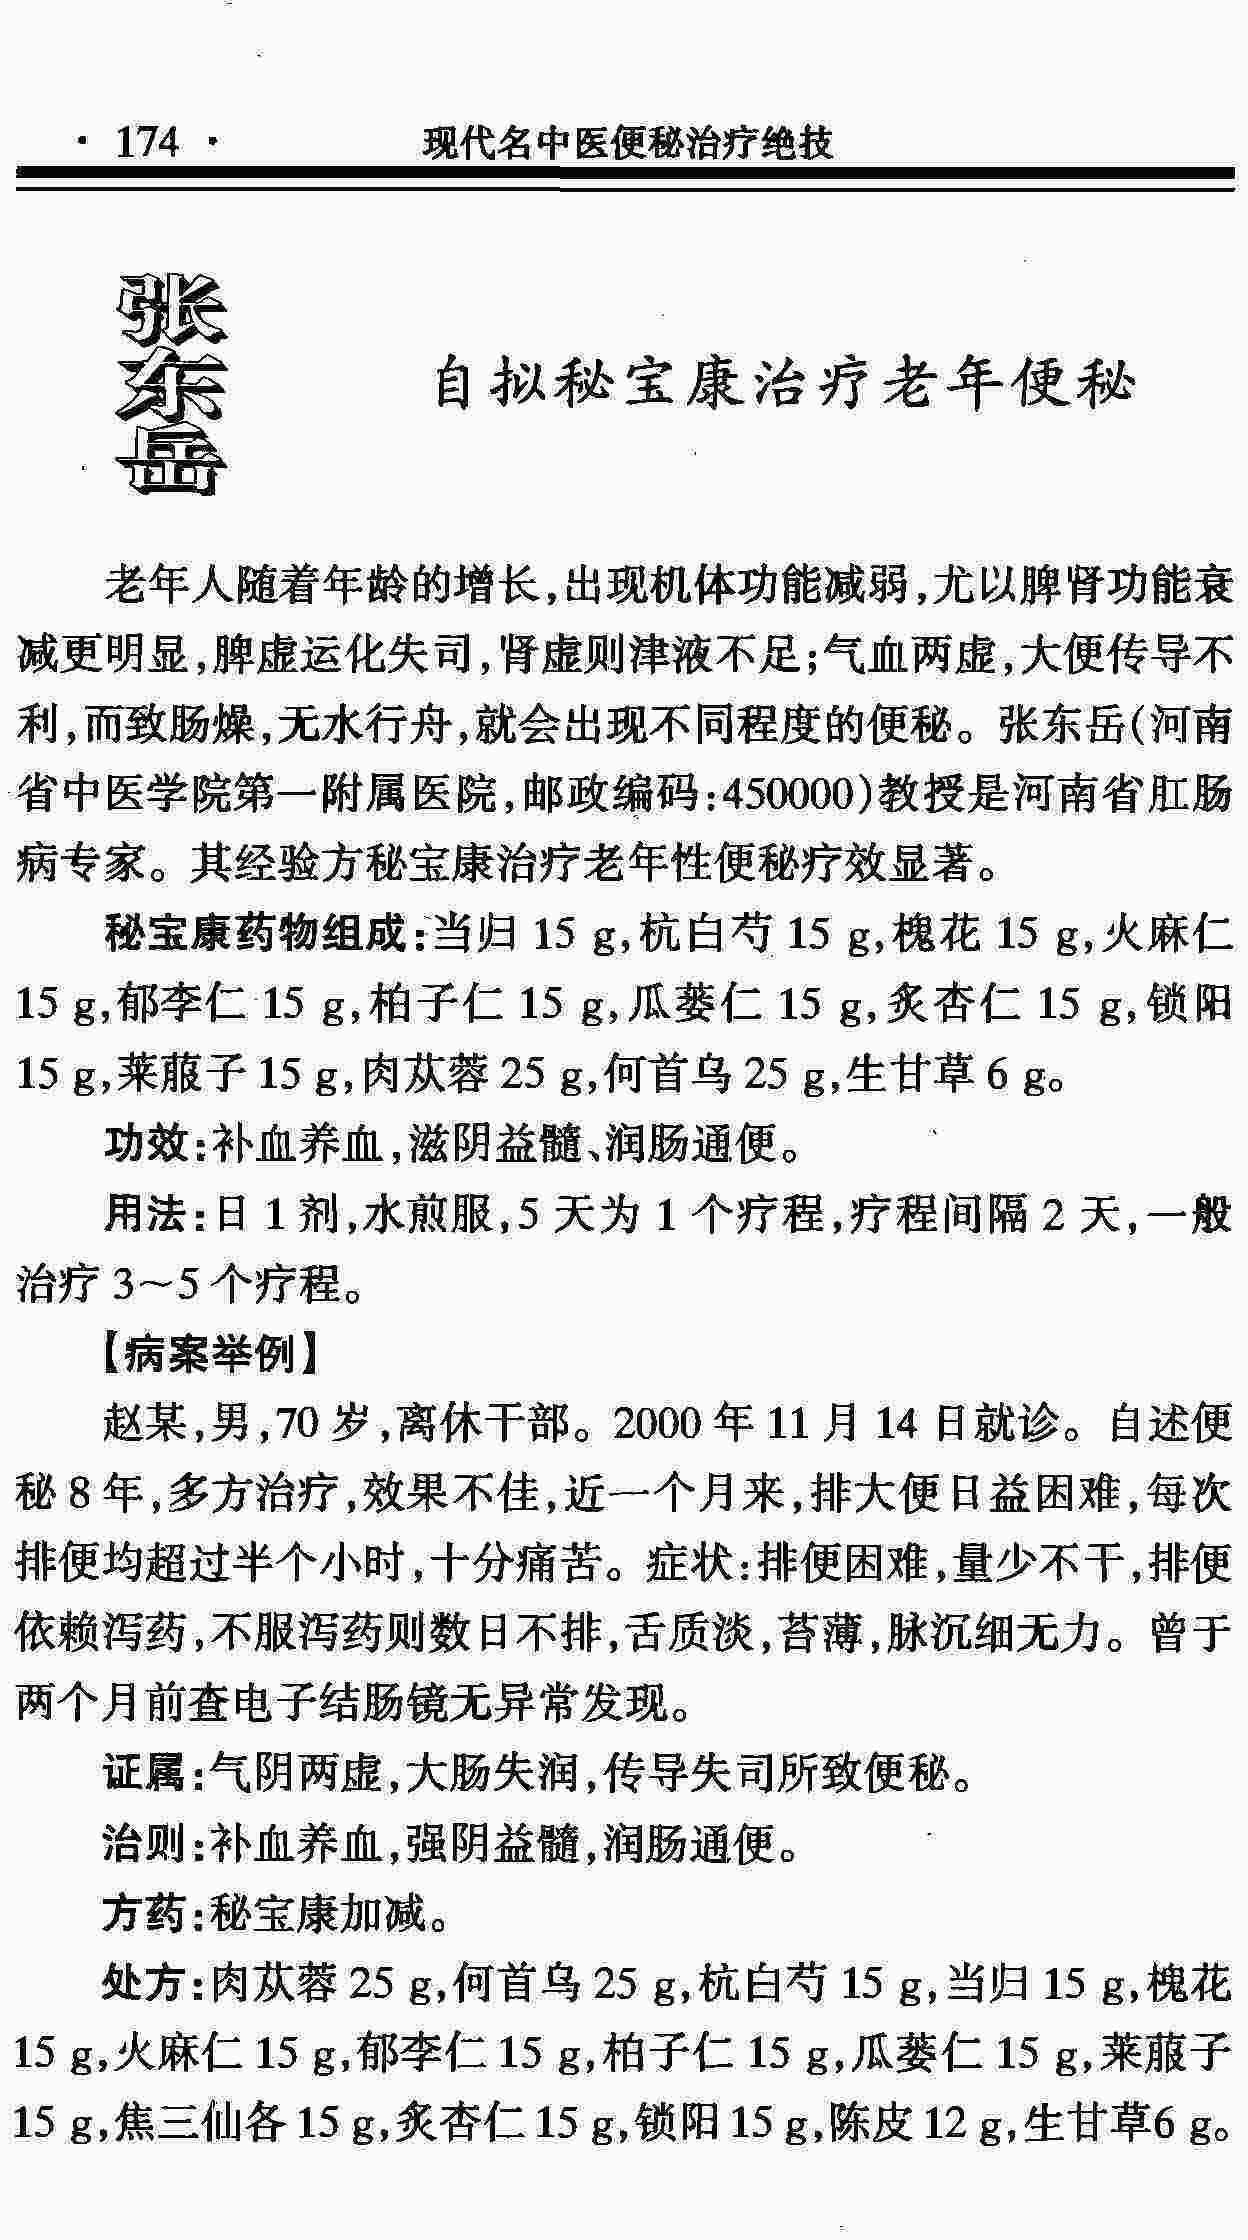 · 174 · 现代名中医便秘治疗绝技
张东岳
自拟秘宝康治疗老年便秘
老年人随着年龄的增长,出现机体功能减弱,尤以脾肾功能衰
减更明显,脾虚运化失司,肾虚则津液不足;气血两虚,大便传导不
利,而致肠燥,无水行舟,就会出现不同程度的便秘。张东岳(河南
省中医学院第一附属医院,邮政编码:450000)教授是河南省肛肠
病专家。其经验方秘宝康治疗老年性便秘疗效显著。
秘宝康药物组成:当归 15 g,杭白芍 15 g,槐花 15 g,火麻仁
15 g,郁李仁 15 g,柏子仁 15 g,瓜蒌仁 15 g,炙杏仁 15 g,锁阳
15 g,莱菔子 15 g,肉苁蓉 25 g,何首乌 25 g,生甘草 6 g。
功效:补血养血,滋阴益髓、润肠通便。
用法:日 1 剂,水煎服,5 天为 1 个疗程,疗程间隔 2 天,一般
治疗 3～5 个疗程。
【病案举例】
赵某,男,70 岁,离休干部。2000 年 11 月 14 日就诊。自述便
秘 8 年,多方治疗,效果不佳,近一个月来,排大便日益困难,每次
排便均超过半个小时,十分痛苦。症状:排便困难,量少不干,排便
依赖泻药,不服泻药则数日不排,舌质淡,苔薄,脉沉细无力。曾于
两个月前查电子结肠镜无异常发现。
证属:气阴两虚,大肠失润,传导失司所致便秘。
治则:补血养血,强阴益髓,润肠通便。
方药:秘宝康加减。
处方:肉苁蓉 25 g,何首乌 25 g,杭白芍 15 g,当归 15 g,槐花
15 g,火麻仁 15 g,郁李仁 15 g,柏子仁 15 g,瓜蒌仁 15 g,莱菔子
15 g,焦三仙各 15 g,炙杏仁 15 g,锁阳 15 g,陈皮 12 g,生甘草6 g。